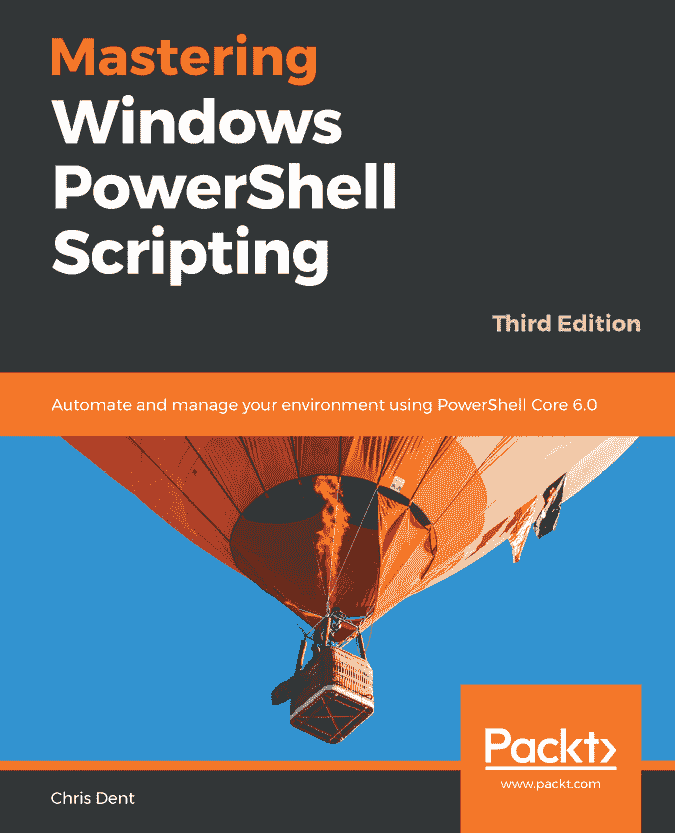 Mastering
Windows
PowerShell
Scripting
Third Edition
Automate and manage your environment using PowerShell Core 6.0
Packt>
www.packt.com
Chris Dent